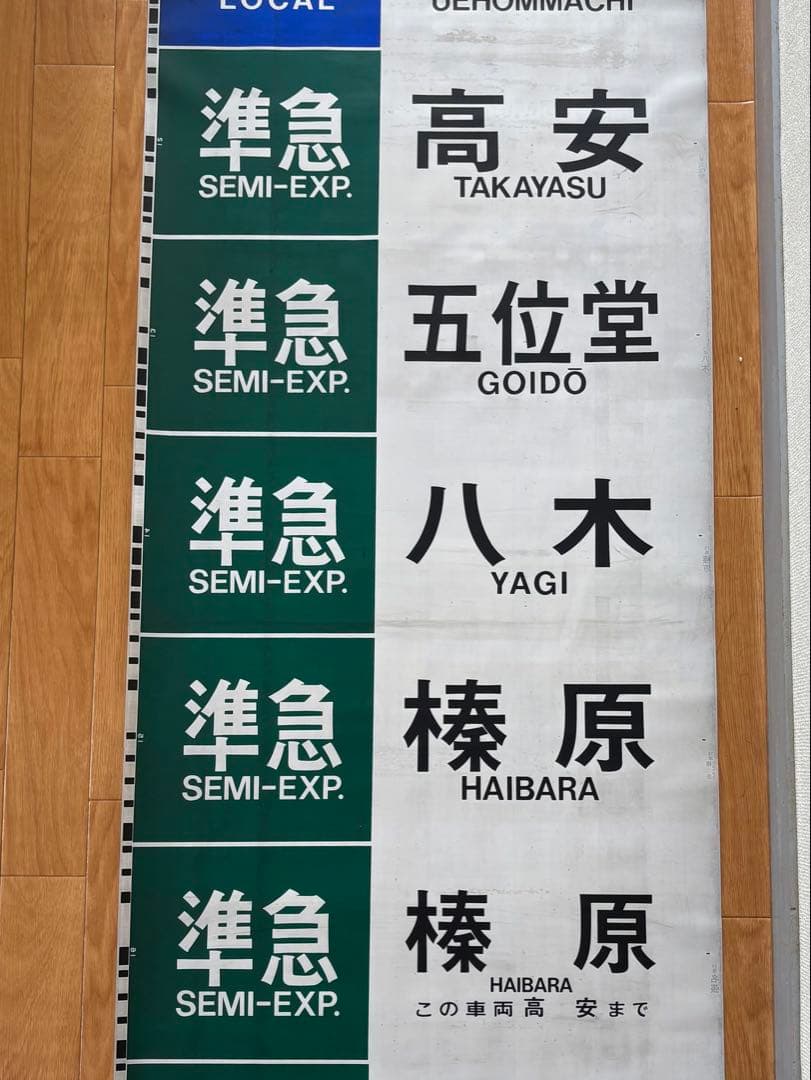 LOCAL UEHOMMACHI
準急 高安
SEMI-EXP. TAKAYASU
準急 五位堂
SEMI-EXP. GOIDŌ
準急 八木
SEMI-EXP. YAGI
準急 榛原
SEMI-EXP. HAIBARA
準急 榛原
HAIBARA
SEMI-EXP. この車両高 安まで